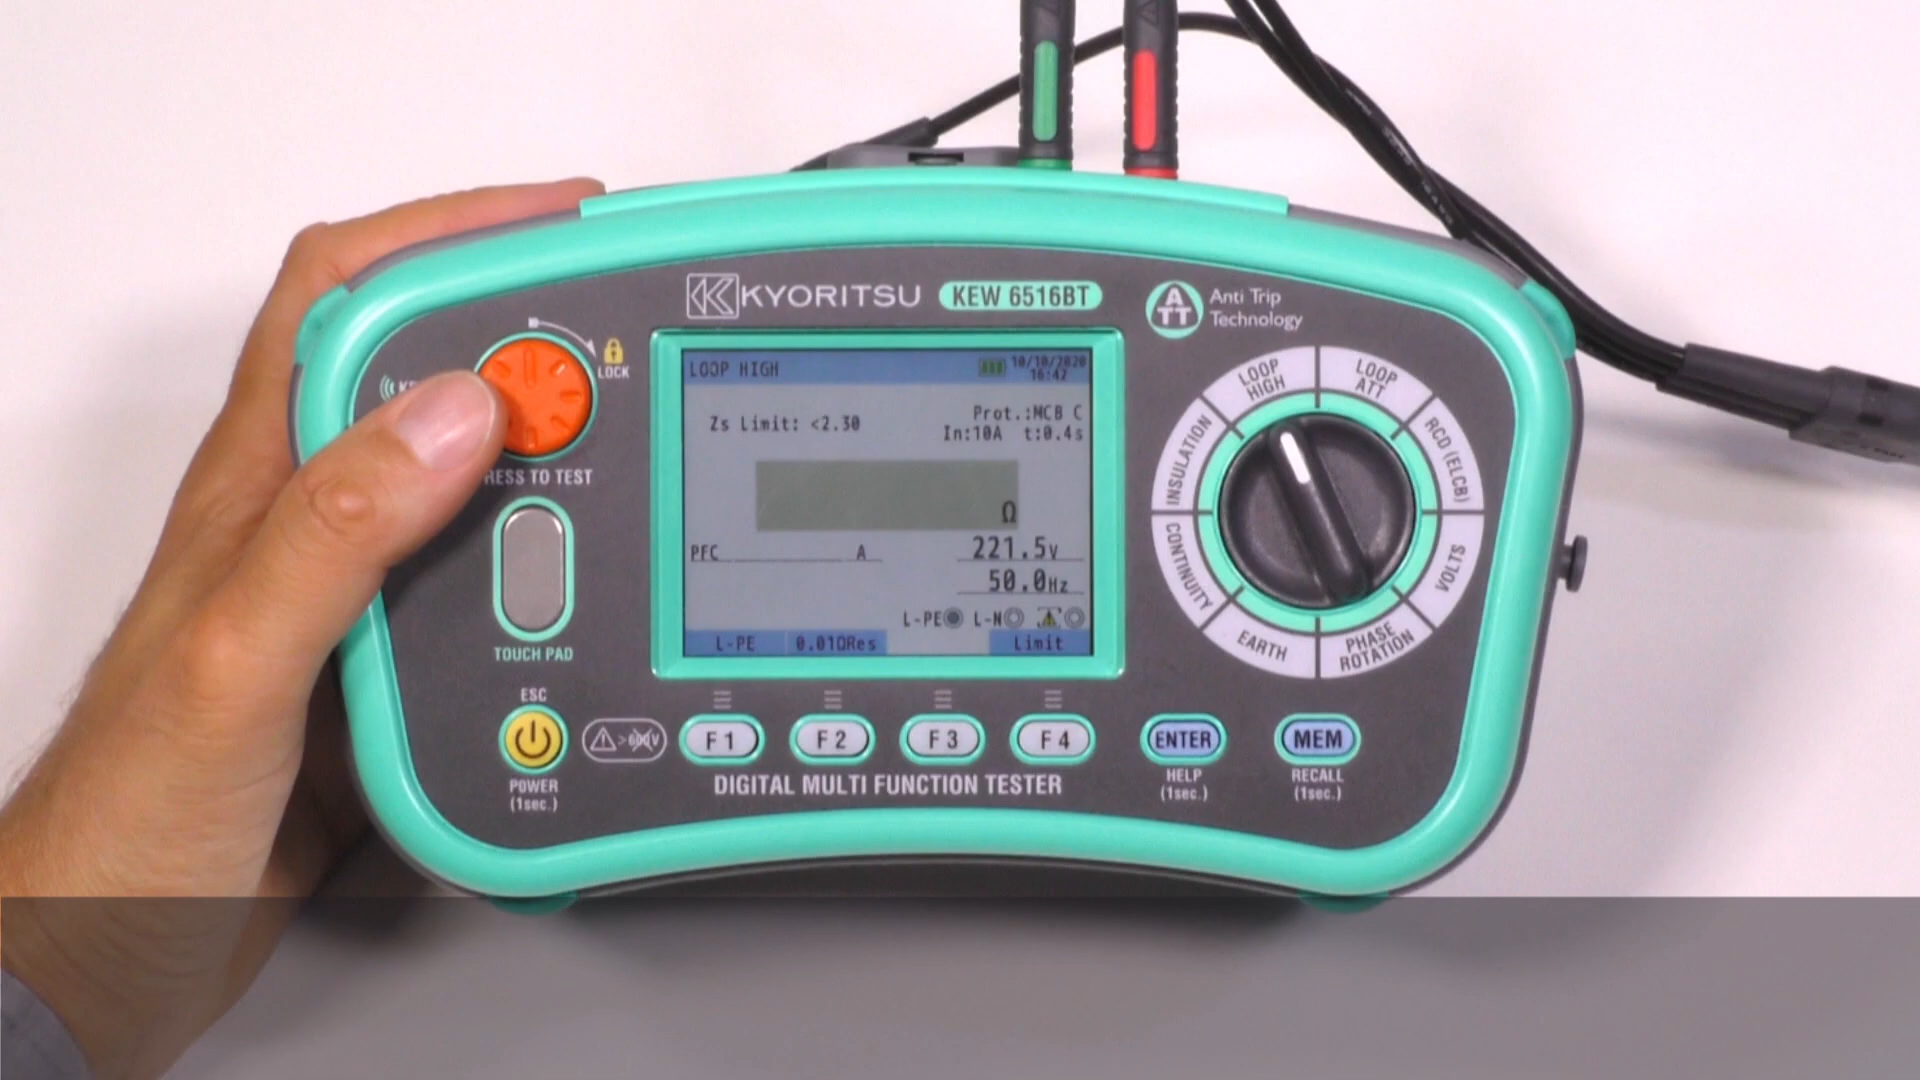 KYORITSU KEW 6516BT
ATT
Anti Trip
Technology
LOCK
RESS TO TEST
TOUCH PAD
ESC
POWER
(1sec.)
LOOP HIGH
10/10/2020
16:42
Zs Limit: <2.30
Prot.:MCB C
In:10A t:0.4s
Ω
PFC A
221.5V
50.0Hz
L-PE L-N
L-PE 0.01ΩRes Limit
>600V
F1 F2 F3 F4
DIGITAL MULTI FUNCTION TESTER
ENTER
HELP
(1sec.)
MEM
RECALL
(1sec.)
CONTINUITY
INSULATION
LOOP
HIGH
LOOP
ATT
RCD (ELCB)
VOLTS
PHASE
ROTATION
EARTH